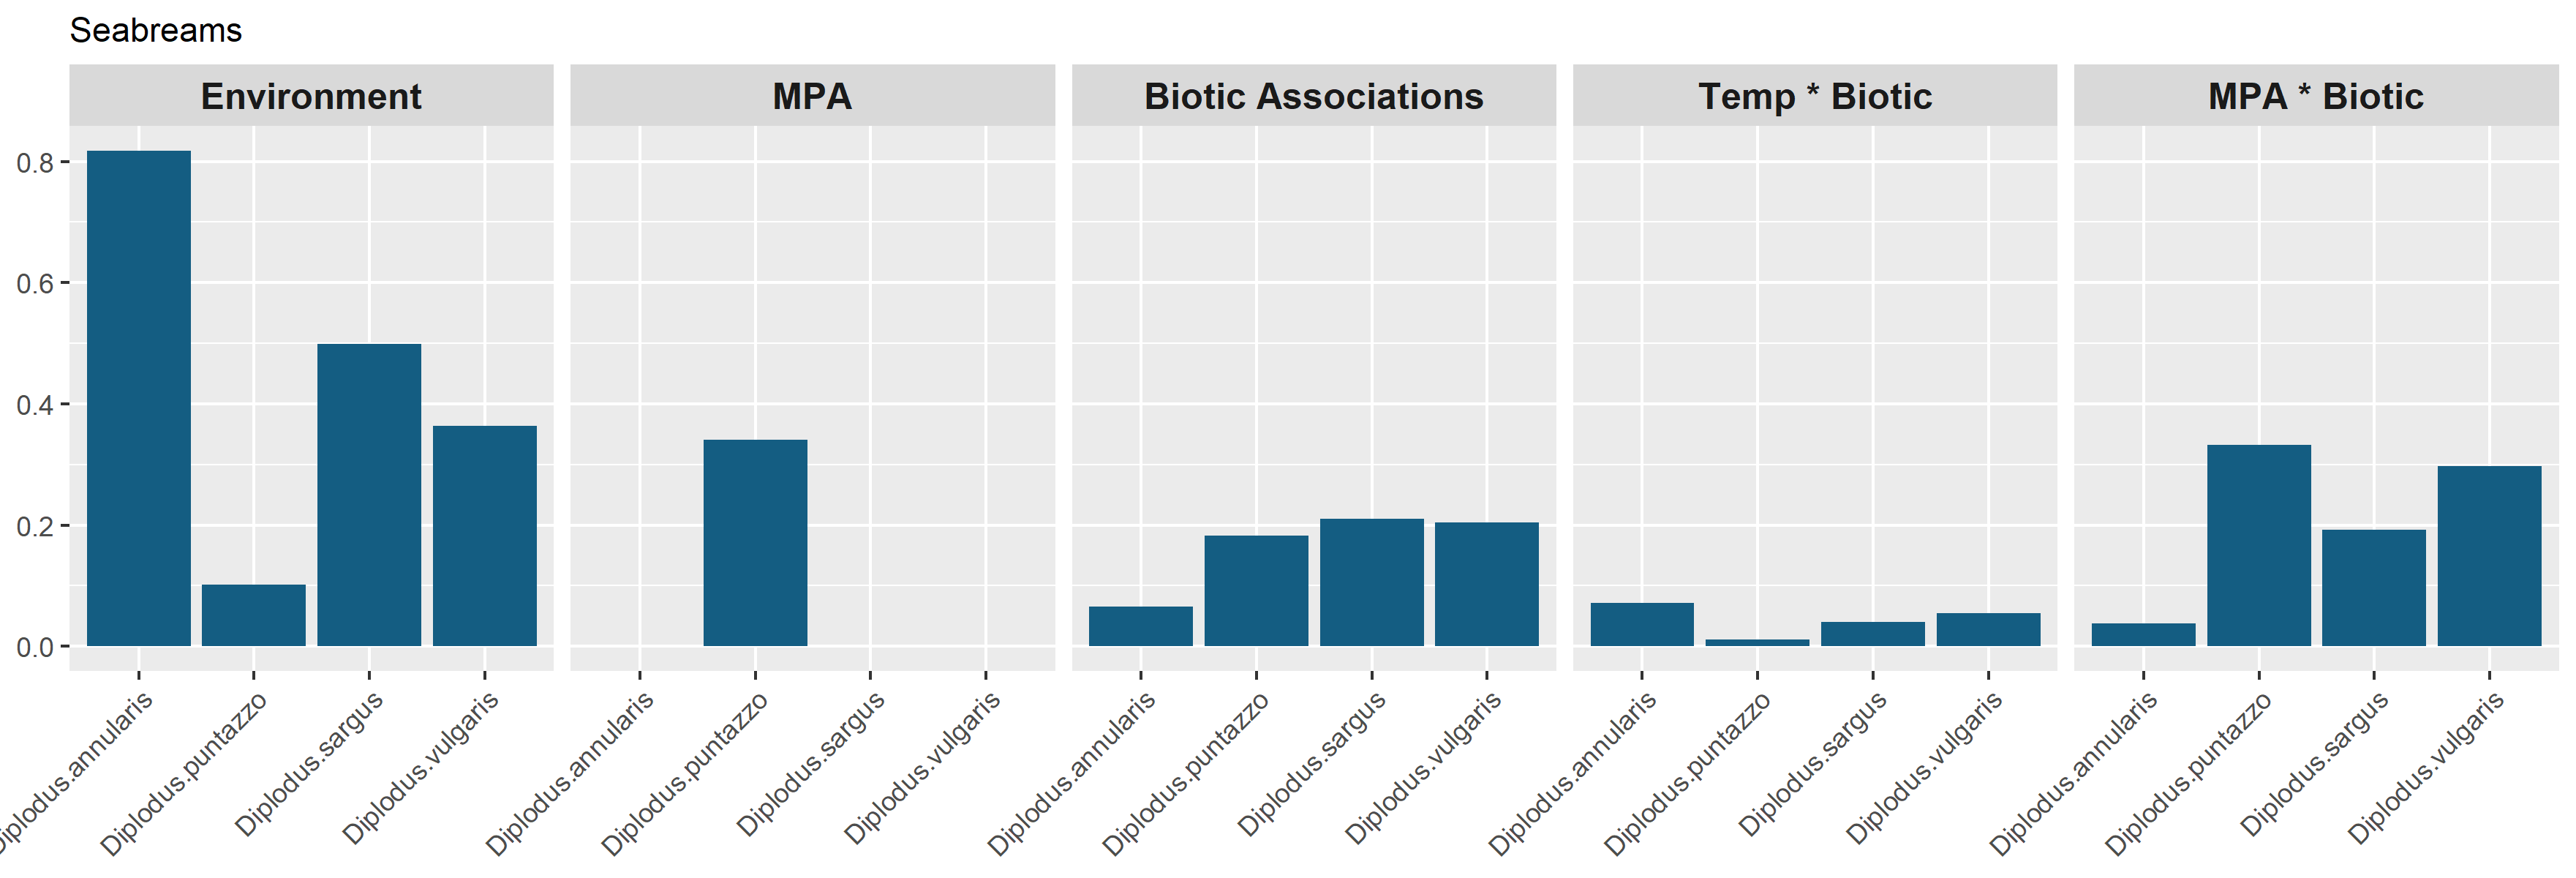 Seabreams
Environment
MPA
Biotic Associations
Temp * Biotic
MPA * Biotic
0.8
0.6
0.4
0.2
0.0
Diplodus.annularis
Diplodus.puntazzo
Diplodus.sargus
Diplodus.vulgaris
Diplodus.annularis
Diplodus.puntazzo
Diplodus.sargus
Diplodus.vulgaris
Diplodus.annularis
Diplodus.puntazzo
Diplodus.sargus
Diplodus.vulgaris
Diplodus.annularis
Diplodus.puntazzo
Diplodus.sargus
Diplodus.vulgaris
Diplodus.annularis
Diplodus.puntazzo
Diplodus.sargus
Diplodus.vulgaris